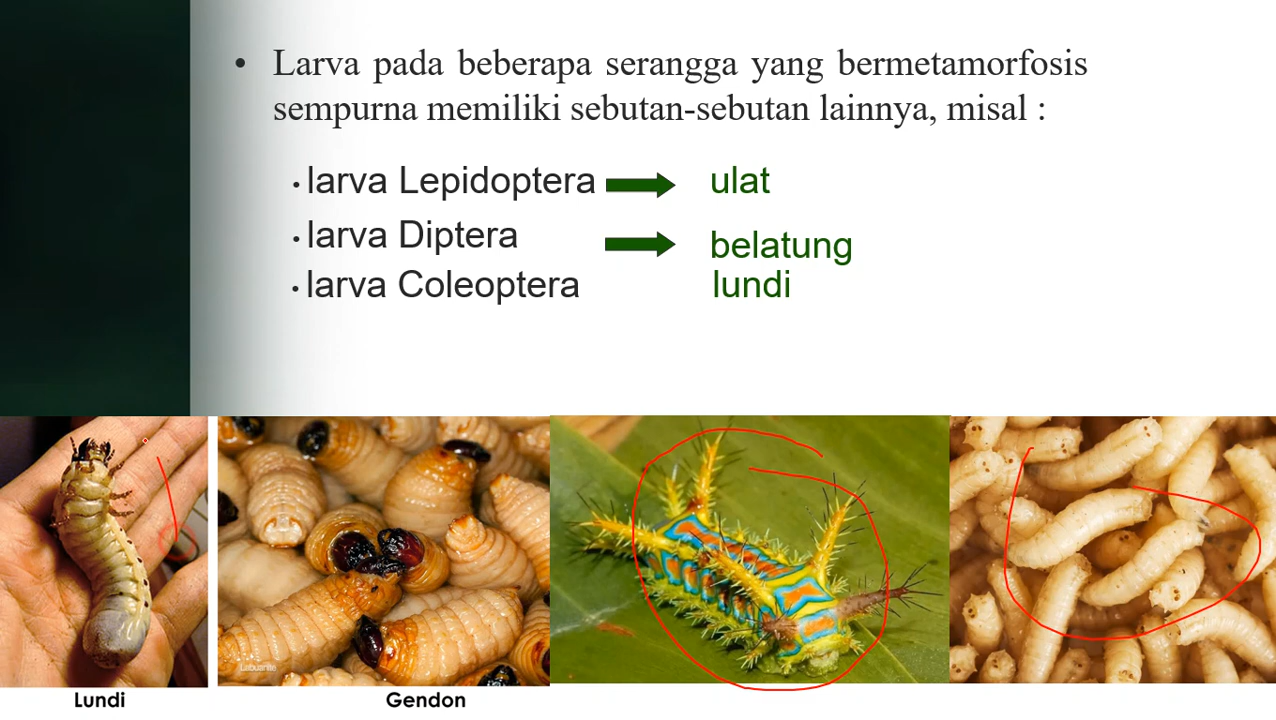 • Larva pada beberapa serangga yang bermetamorfosis
sempurna memiliki sebutan-sebutan lainnya, misal :
• larva Lepidoptera ulat
• larva Diptera belatung
• larva Coleoptera lundi
Lundi
Gendon